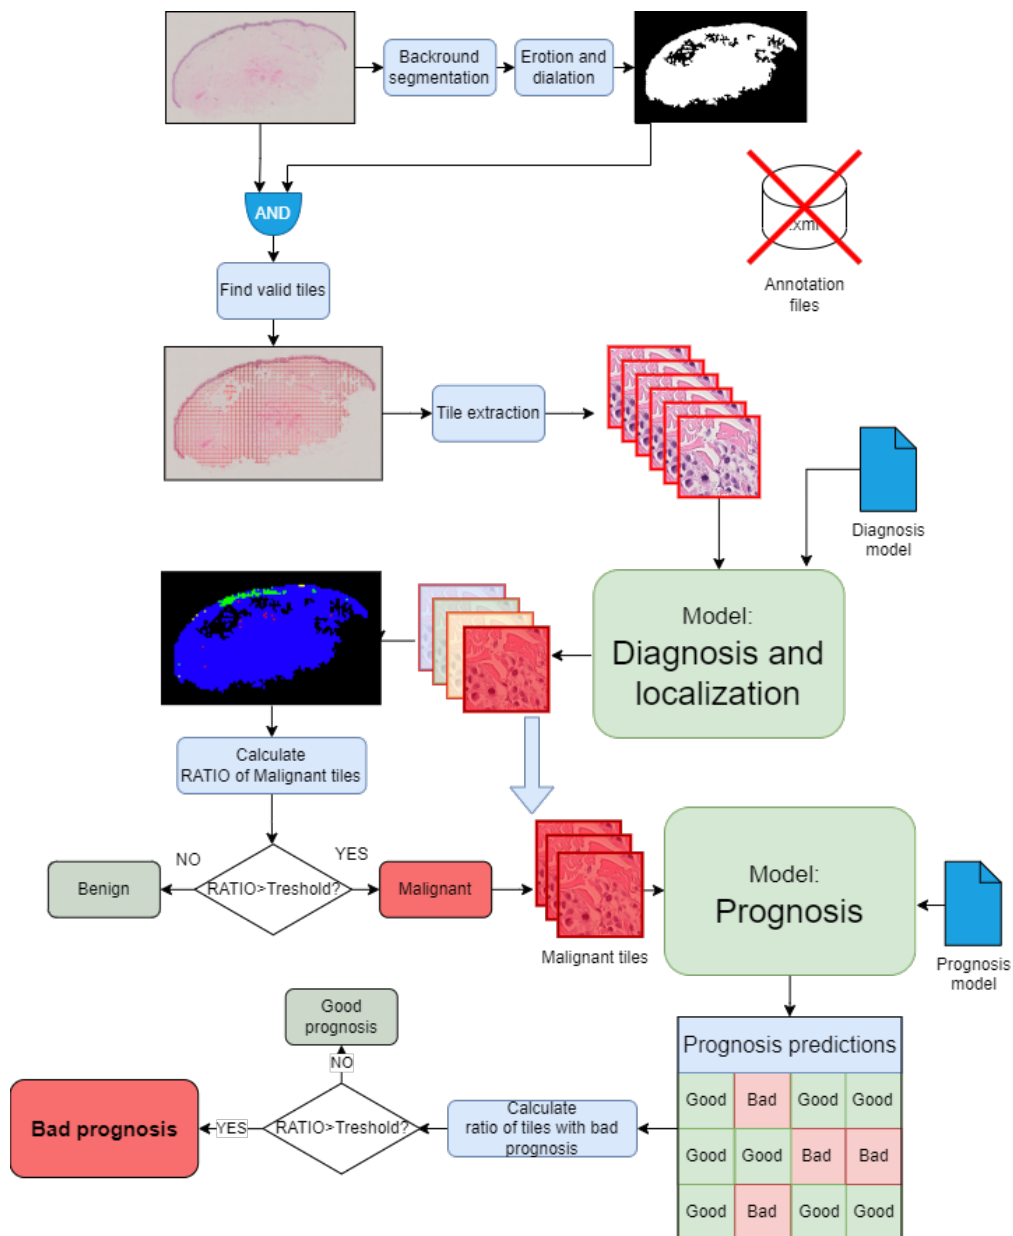 Backround
segmentation
Erotion and
dialation
AND
.xml
Annotation
files
Find valid tiles
Tile extraction
Diagnosis
model
Model:
Diagnosis and
localization
Calculate
RATIO of Malignant tiles
NO
YES
Benign
RATIO>Treshold?
Malignant
Malignant tiles
Model:
Prognosis
Prognosis
model
Good
prognosis
NO
Prognosis predictions
Good Bad Good Good
Bad prognosis
YES
RATIO>Treshold?
Calculate
ratio of tiles with bad
prognosis
Good Good Bad Bad
Good Bad Good Good